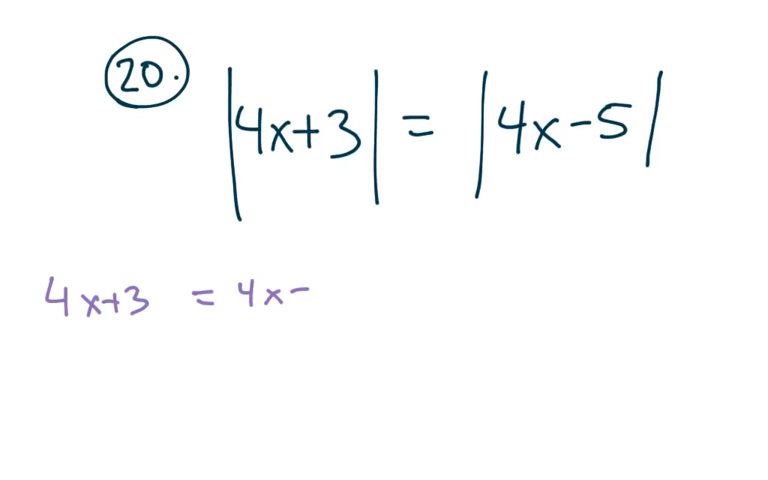 20. |4x+3| = |4x-5|
4x+3 = 4x-